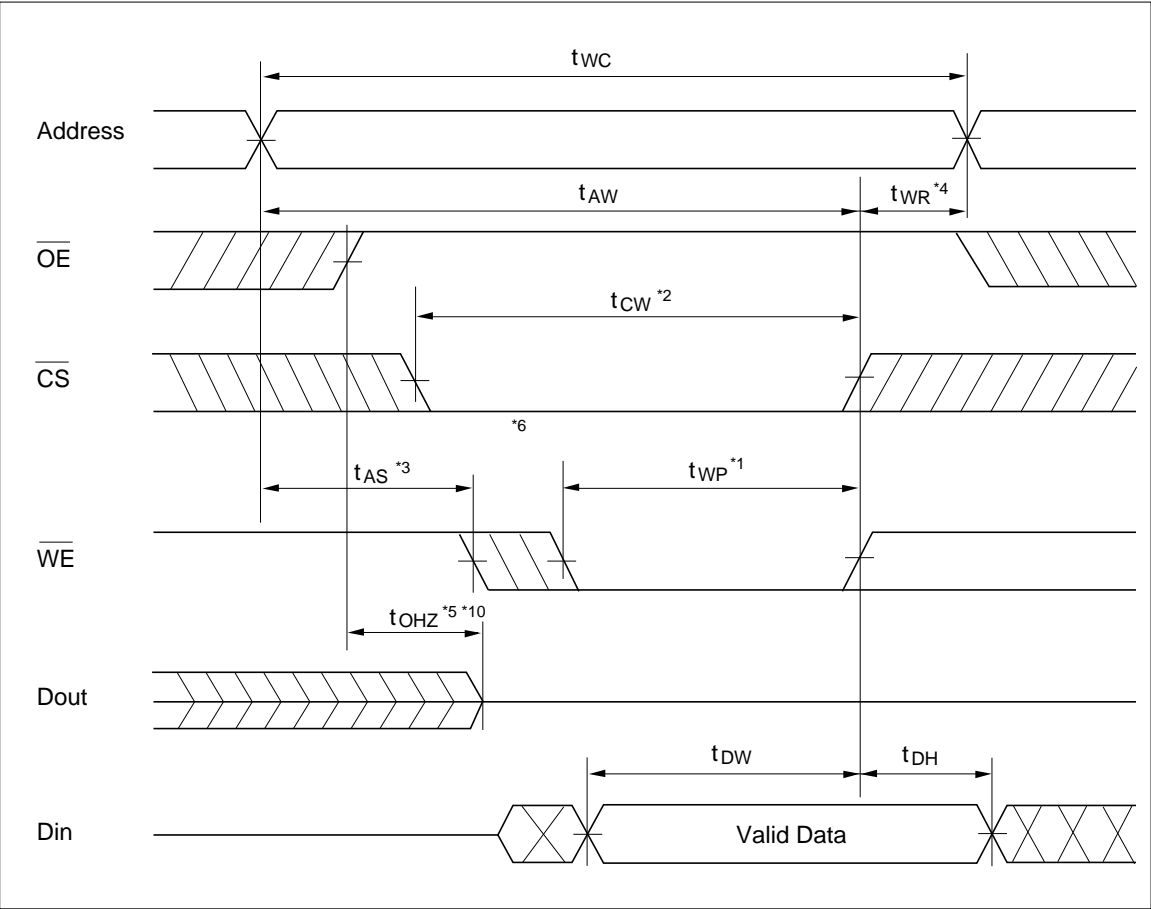 tWC
Address
tAW
tWR*4
OE
tCW*2
CS
*6
tAS*3
tWP*1
WE
tOHZ*5 *10
Dout
tDW
tDH
Din
Valid Data